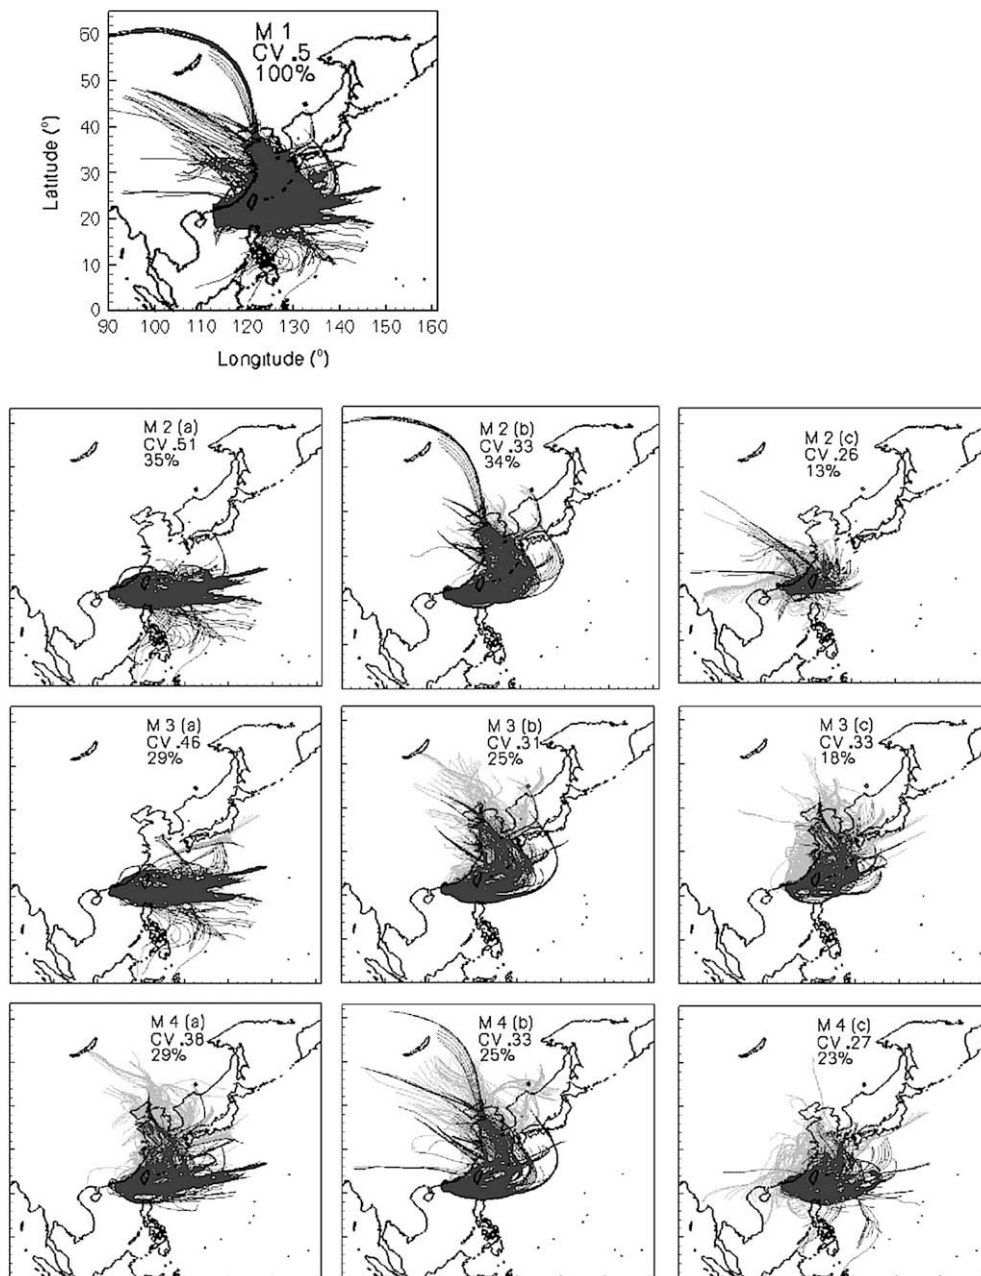 M 1
CV .5
100%
60
50
40
30
20
10
0
Latitude (°)
90 100 110 120 130 140 150 160
Longitude (°)
M 2 (a)
CV .51
35%
M 2 (b)
CV .33
34%
M 2 (c)
CV .26
13%
M 3 (a)
CV .46
29%
M 3 (b)
CV .31
25%
M 3 (c)
CV .33
18%
M 4 (a)
CV .38
29%
M 4 (b)
CV .33
25%
M 4 (c)
CV .27
23%